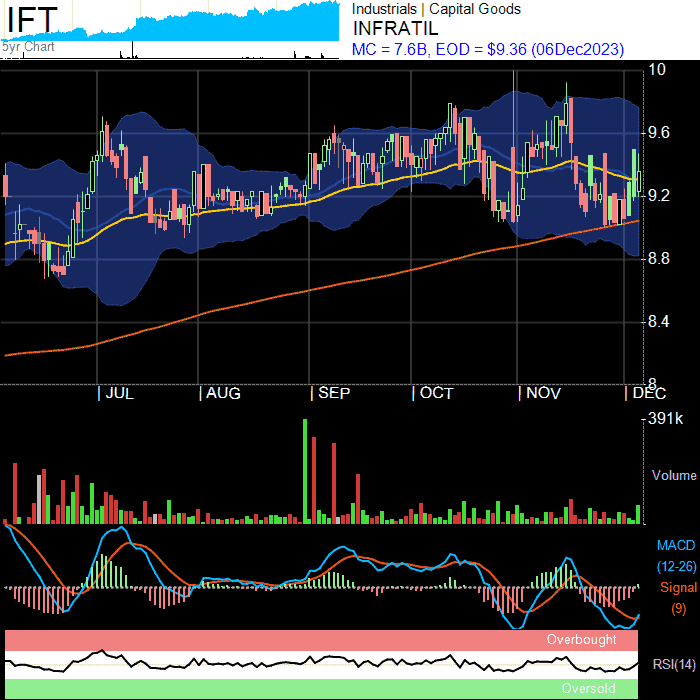 IFT
5yr Chart
Industrials | Capital Goods
INFRATIL
MC = 7.6B, EOD = $9.36 (06Dec2023)
10
9.6
9.2
8.8
8.4
8
| JUL | AUG | SEP | OCT | NOV | DEC
391k
Volume
MACD
(12-26)
Signal
(9)
Overbought
RSI(14)
Oversold